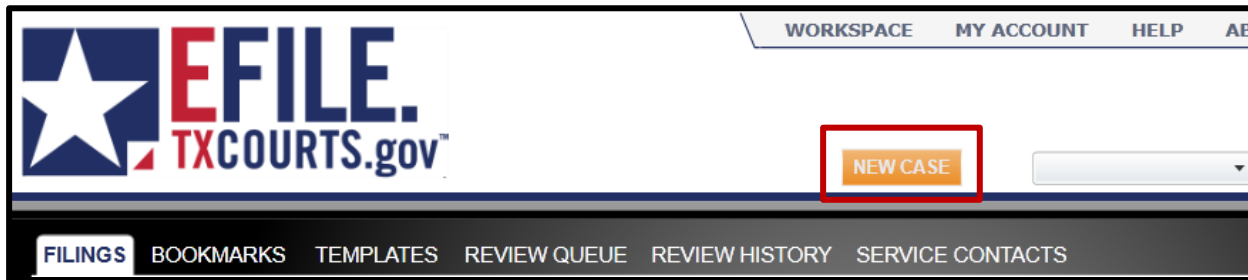 WORKSPACE MY ACCOUNT HELP
EFILE.
TXCOURTS.gov™
NEW CASE
FILINGS BOOKMARKS TEMPLATES REVIEW QUEUE REVIEW HISTORY SERVICE CONTACTS